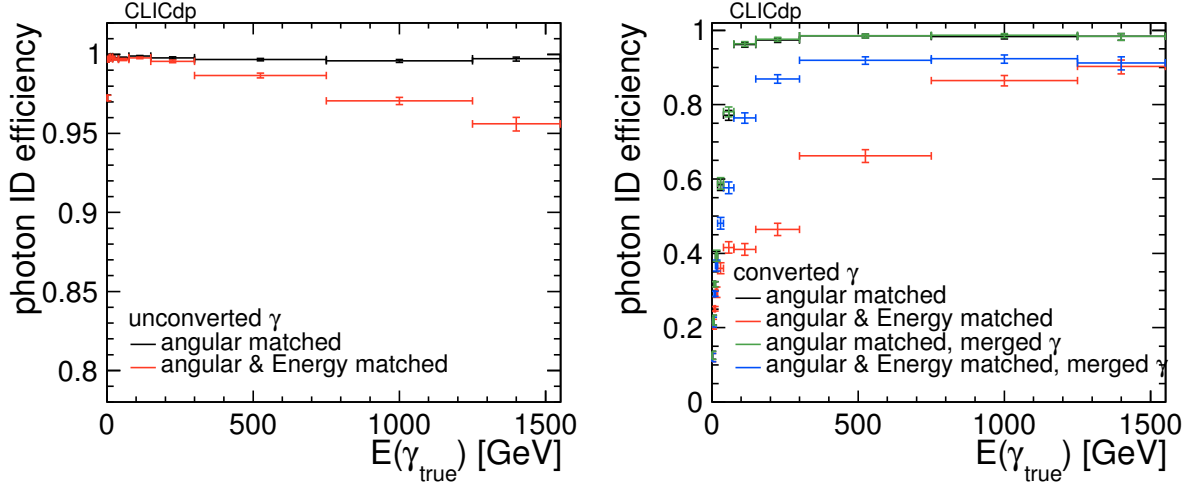 CLICdp
photon ID efficiency
1
0.95
0.9
0.85
0.8
unconverted γ
angular matched
angular & Energy matched
0 500 1000 1500
E(γtrue) [GeV]
CLICdp
photon ID efficiency
1
0.8
0.6
0.4
0.2
0
converted γ
angular matched
angular & Energy matched
angular matched, merged γ
angular & Energy matched, merged γ
0 500 1000 1500
E(γtrue) [GeV]